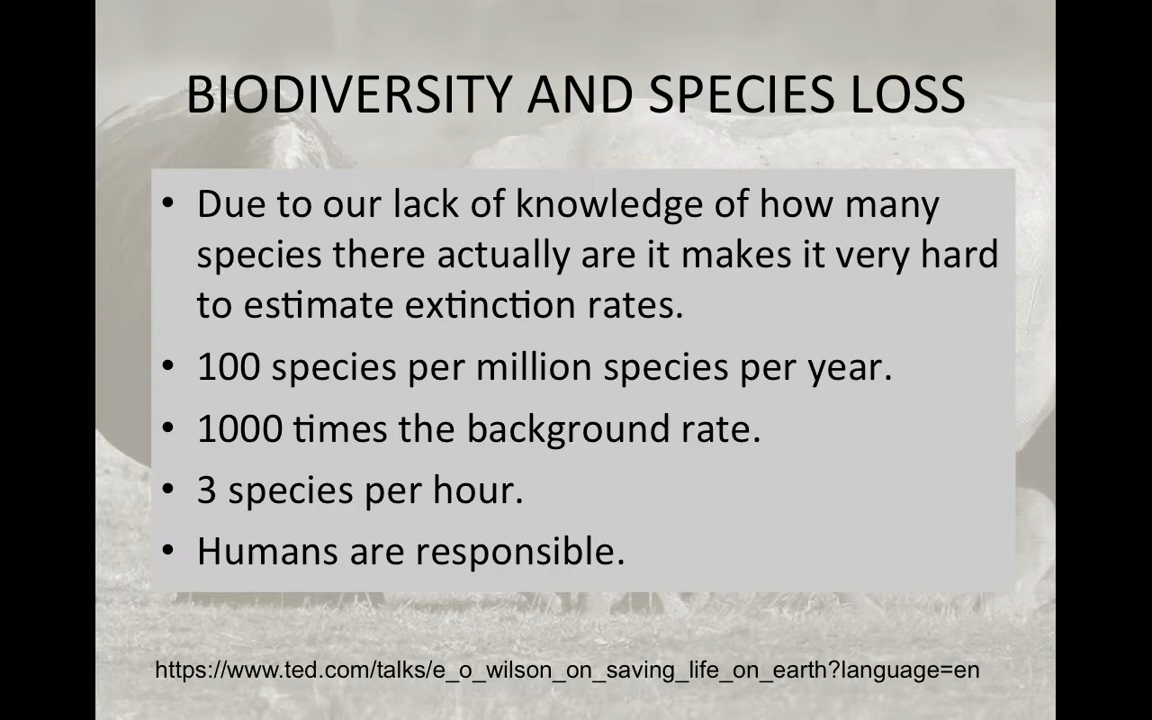 BIODIVERSITY AND SPECIES LOSS
• Due to our lack of knowledge of how many
species there actually are it makes it very hard
to estimate extinction rates.
• 100 species per million species per year.
• 1000 times the background rate.
• 3 species per hour.
• Humans are responsible.
https://www.ted.com/talks/e_o_wilson_on_saving_life_on_earth?language=en